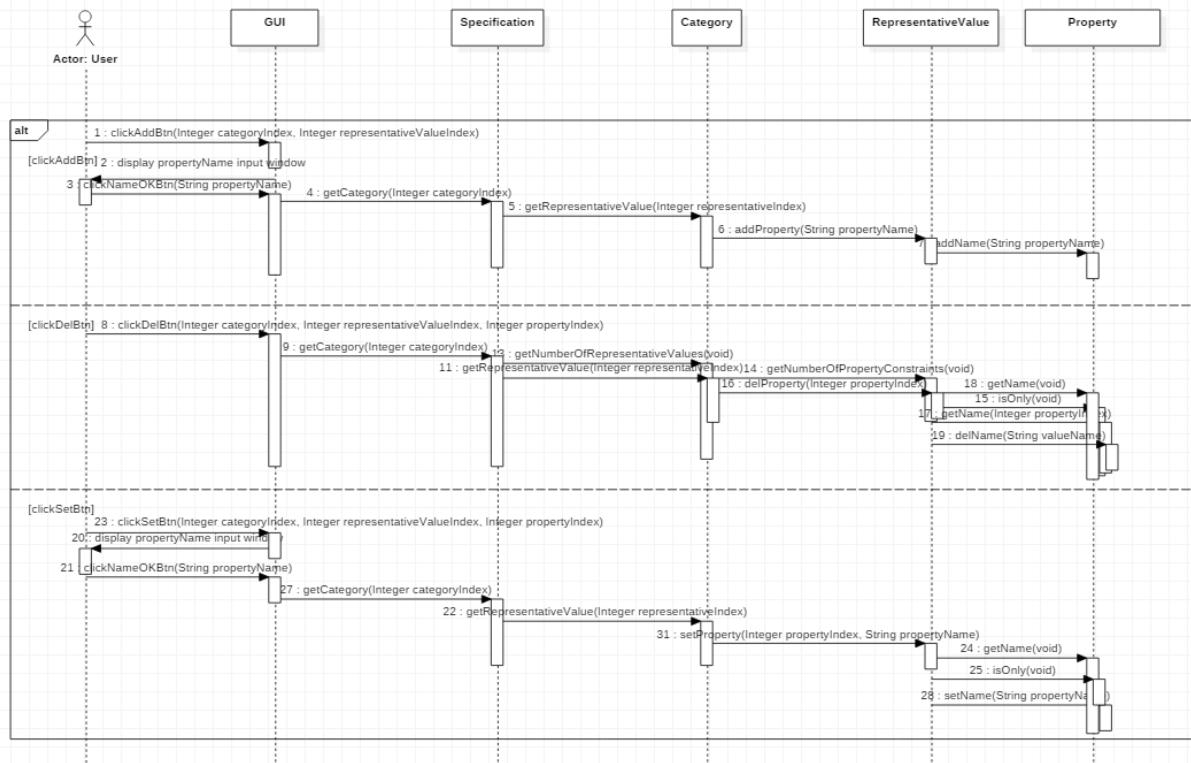 GUI
Specification
Category
RepresentativeValue
Property
Actor: User
alt
1 : clickAddBtn(Integer categoryIndex, Integer representativeValueIndex)
[clickAddBtn]
2 : display propertyName input window
3 : clickNameOKBtn(String propertyName)
4 : getCategory(Integer categoryIndex)
5 : getRepresentativeValue(Integer representativeIndex)
6 : addProperty(String propertyName)
7 : addName(String propertyName)
[clickDelBtn]
8 : clickDelBtn(Integer categoryIndex, Integer representativeValueIndex, Integer propertyIndex)
9 : getCategory(Integer categoryIndex)
13 : getNumberOfRepresentativeValues(void)
11 : getRepresentativeValue(Integer representativeIndex)
14 : getNumberOfPropertyConstraints(void)
16 : delProperty(Integer propertyIndex)
18 : getName(void)
15 : isOnly(void)
17 : getName(Integer propertyIndex)
19 : delName(String valueName)
[clickSetBtn]
23 : clickSetBtn(Integer categoryIndex, Integer representativeValueIndex, Integer propertyIndex)
20 : display propertyName input window
21 : clickNameOKBtn(String propertyName)
27 : getCategory(Integer categoryIndex)
22 : getRepresentativeValue(Integer representativeIndex)
31 : setProperty(Integer propertyIndex, String propertyName)
24 : getName(void)
25 : isOnly(void)
28 : setName(String propertyName)